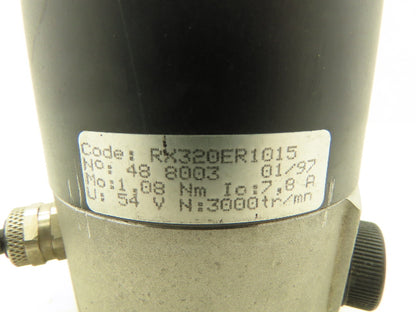 Code: RX320ER1015
No: 48 8003 01/97
Mo:1,08 Nm Io:7,8 A
U: 54 V N:3000tr/mn